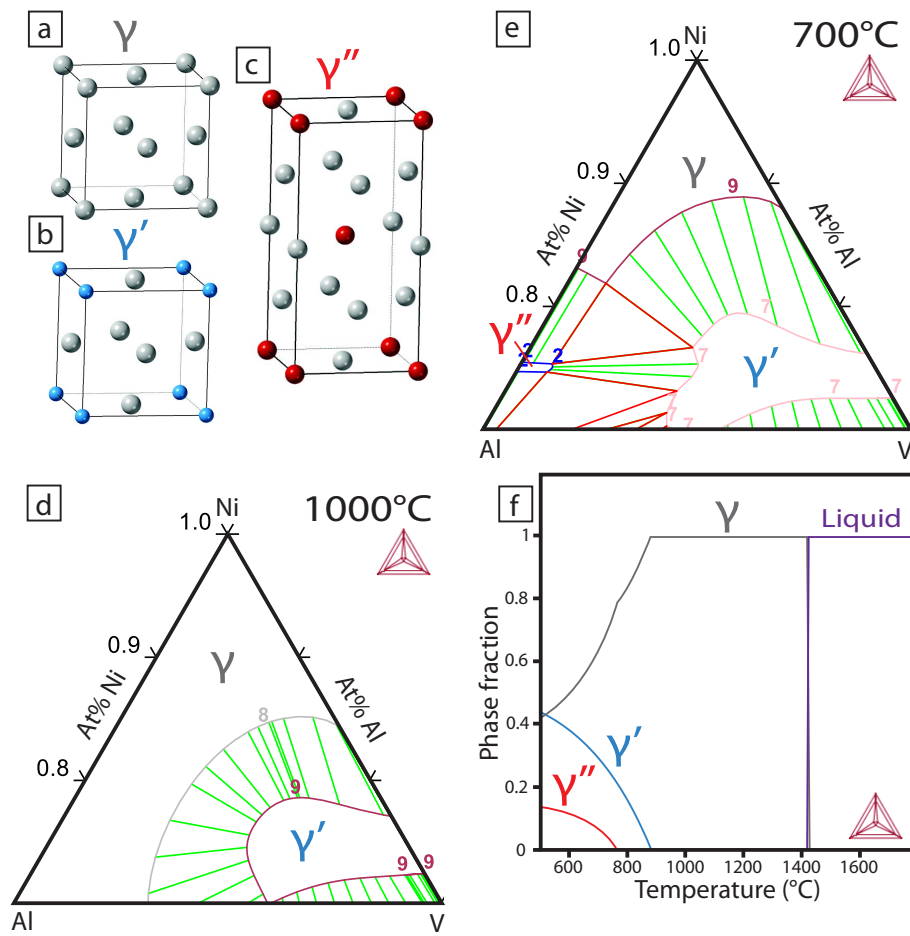 a
γ
b
γ′
c
γ″
d
1000°C
Ni
1.0
0.9
0.8
At% Ni
At% Al
γ
8
9
γ′
9
9
Al
V
e
700°C
Ni
1.0
0.9
0.8
At% Ni
At% Al
γ
9
9
γ″
2
2
7
7
7
γ′
7
7
7
7
Al
V
f
γ
Liquid
γ′
γ″
Phase fraction
1
0.8
0.6
0.4
0.2
0
600
800
1000
1200
1400
1600
Temperature (°C)